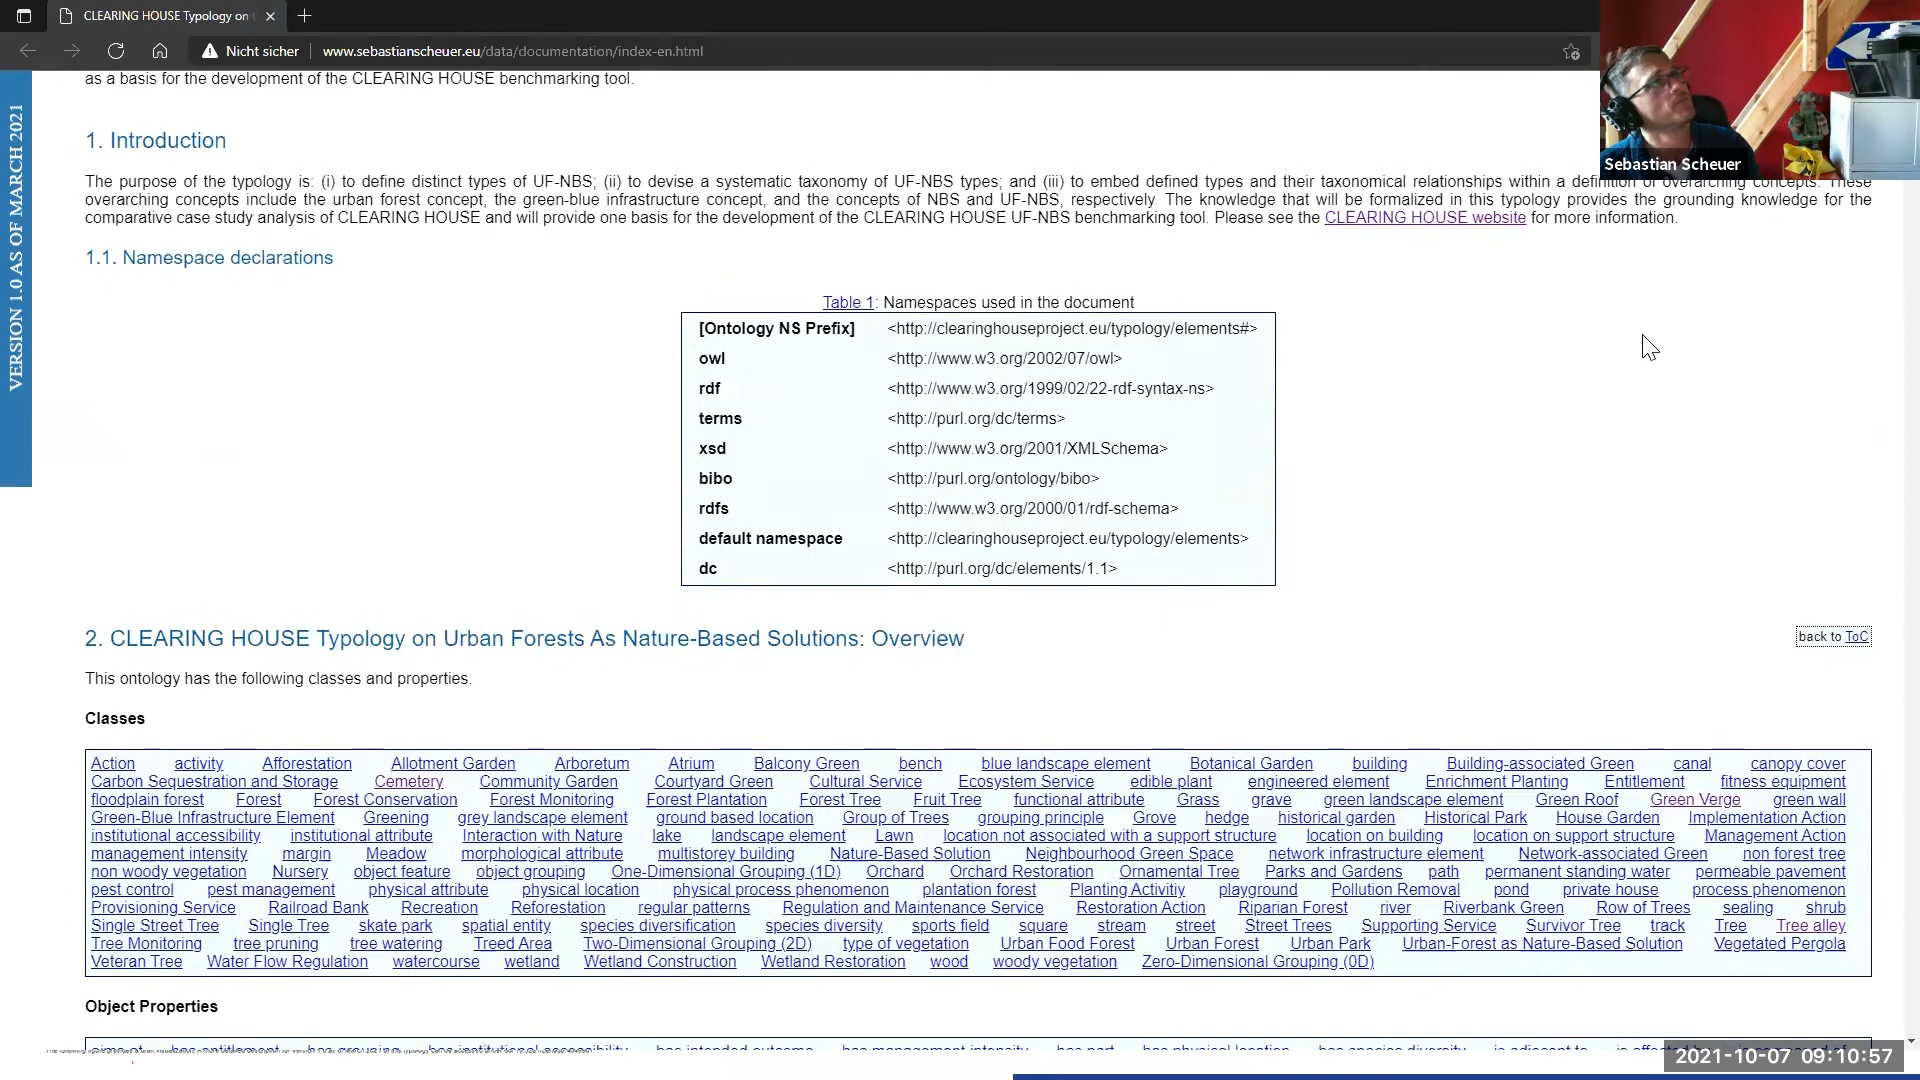 CLEARING HOUSE Typology on
Nicht sicher www.sebastianscheuer.eu/data/documentation/index-en.html
Sebastian Scheuer
VERSION 1.0 AS OF MARCH 2021
as a basis for the development of the CLEARING HOUSE benchmarking tool.
1. Introduction
The purpose of the typology is: (i) to define distinct types of UF-NBS; (ii) to devise a systematic taxonomy of UF-NBS types; and (iii) to embed defined types and their taxonomical relationships within a definition of overarching concepts. These
overarching concepts include the urban forest concept, the green-blue infrastructure concept, and the concepts of NBS and UF-NBS, respectively. The knowledge that will be formalized in this typology provides the grounding knowledge for the
comparative case study analysis of CLEARING HOUSE and will provide one basis for the development of the CLEARING HOUSE UF-NBS benchmarking tool. Please see the CLEARING HOUSE website for more information.
1.1. Namespace declarations
Table 1: Namespaces used in the document
[Ontology NS Prefix] <http://clearinghouseproject.eu/typology/elements#>
owl <http://www.w3.org/2002/07/owl>
rdf <http://www.w3.org/1999/02/22-rdf-syntax-ns>
terms <http://purl.org/dc/terms>
xsd <http://www.w3.org/2001/XMLSchema>
bibo <http://purl.org/ontology/bibo>
rdfs <http://www.w3.org/2000/01/rdf-schema>
default namespace <http://clearinghouseproject.eu/typology/elements>
dc <http://purl.org/dc/elements/1.1>
2. CLEARING HOUSE Typology on Urban Forests As Nature-Based Solutions: Overview
back to ToC
This ontology has the following classes and properties.
Classes
Action activity Afforestation Allotment Garden Arboretum Atrium Balcony Green bench blue landscape element Botanical Garden building Building-associated Green canal canopy cover
Carbon Sequestration and Storage Cemetery Community Garden Courtyard Green Cultural Service Ecosystem Service edible plant engineered element Enrichment Planting Entitlement fitness equipment
floodplain forest Forest Forest Conservation Forest Monitoring Forest Plantation Forest Tree Fruit Tree functional attribute Grass grave green landscape element Green Roof Green Verge green wall
Green-Blue Infrastructure Element Greening grey landscape element ground based location Group of Trees grouping principle Grove hedge historical garden Historical Park House Garden Implementation Action
institutional accessibility institutional attribute Interaction with Nature lake landscape element Lawn location not associated with a support structure location on building location on support structure Management Action
management intensity margin Meadow morphological attribute multistorey building Nature-Based Solution Neighbourhood Green Space network infrastructure element Network-associated Green non forest tree
non woody vegetation Nursery object feature object grouping One-Dimensional Grouping (1D) Orchard Orchard Restoration Ornamental Tree Parks and Gardens path permanent standing water permeable pavement
pest control pest management physical attribute physical location physical process phenomenon plantation forest Planting Activitiy playground Pollution Removal pond private house process phenomenon
Provisioning Service Railroad Bank Recreation Reforestation regular patterns Regulation and Maintenance Service Restoration Action Riparian Forest river Riverbank Green Row of Trees sealing shrub
Single Street Tree Single Tree skate park spatial entity species diversification species diversity sports field square stream street Street Trees Supporting Service Survivor Tree track Tree Tree alley
Tree Monitoring tree pruning tree watering Treed Area Two-Dimensional Grouping (2D) type of vegetation Urban Food Forest Urban Forest Urban Park Urban-Forest as Nature-Based Solution Vegetated Pergola
Veteran Tree Water Flow Regulation watercourse wetland Wetland Construction Wetland Restoration wood woody vegetation Zero-Dimensional Grouping (0D)
Object Properties
2021-10-07 09:10:57